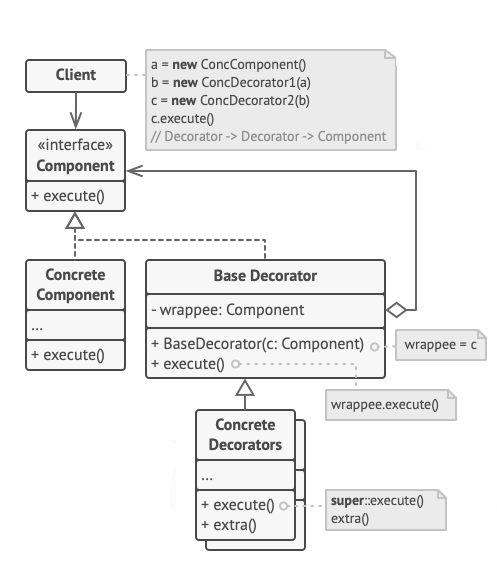 Client
a = new ConcComponent()
b = new ConcDecorator1(a)
c = new ConcDecorator2(b)
c.execute()
// Decorator -> Decorator -> Component
«interface»
Component
+ execute()
Concrete
Component
...
+ execute()
Base Decorator
- wrappee: Component
+ BaseDecorator(c: Component)
+ execute()
wrappee = c
wrappee.execute()
Concrete
Decorators
...
+ execute()
+ extra()
super::execute()
extra()